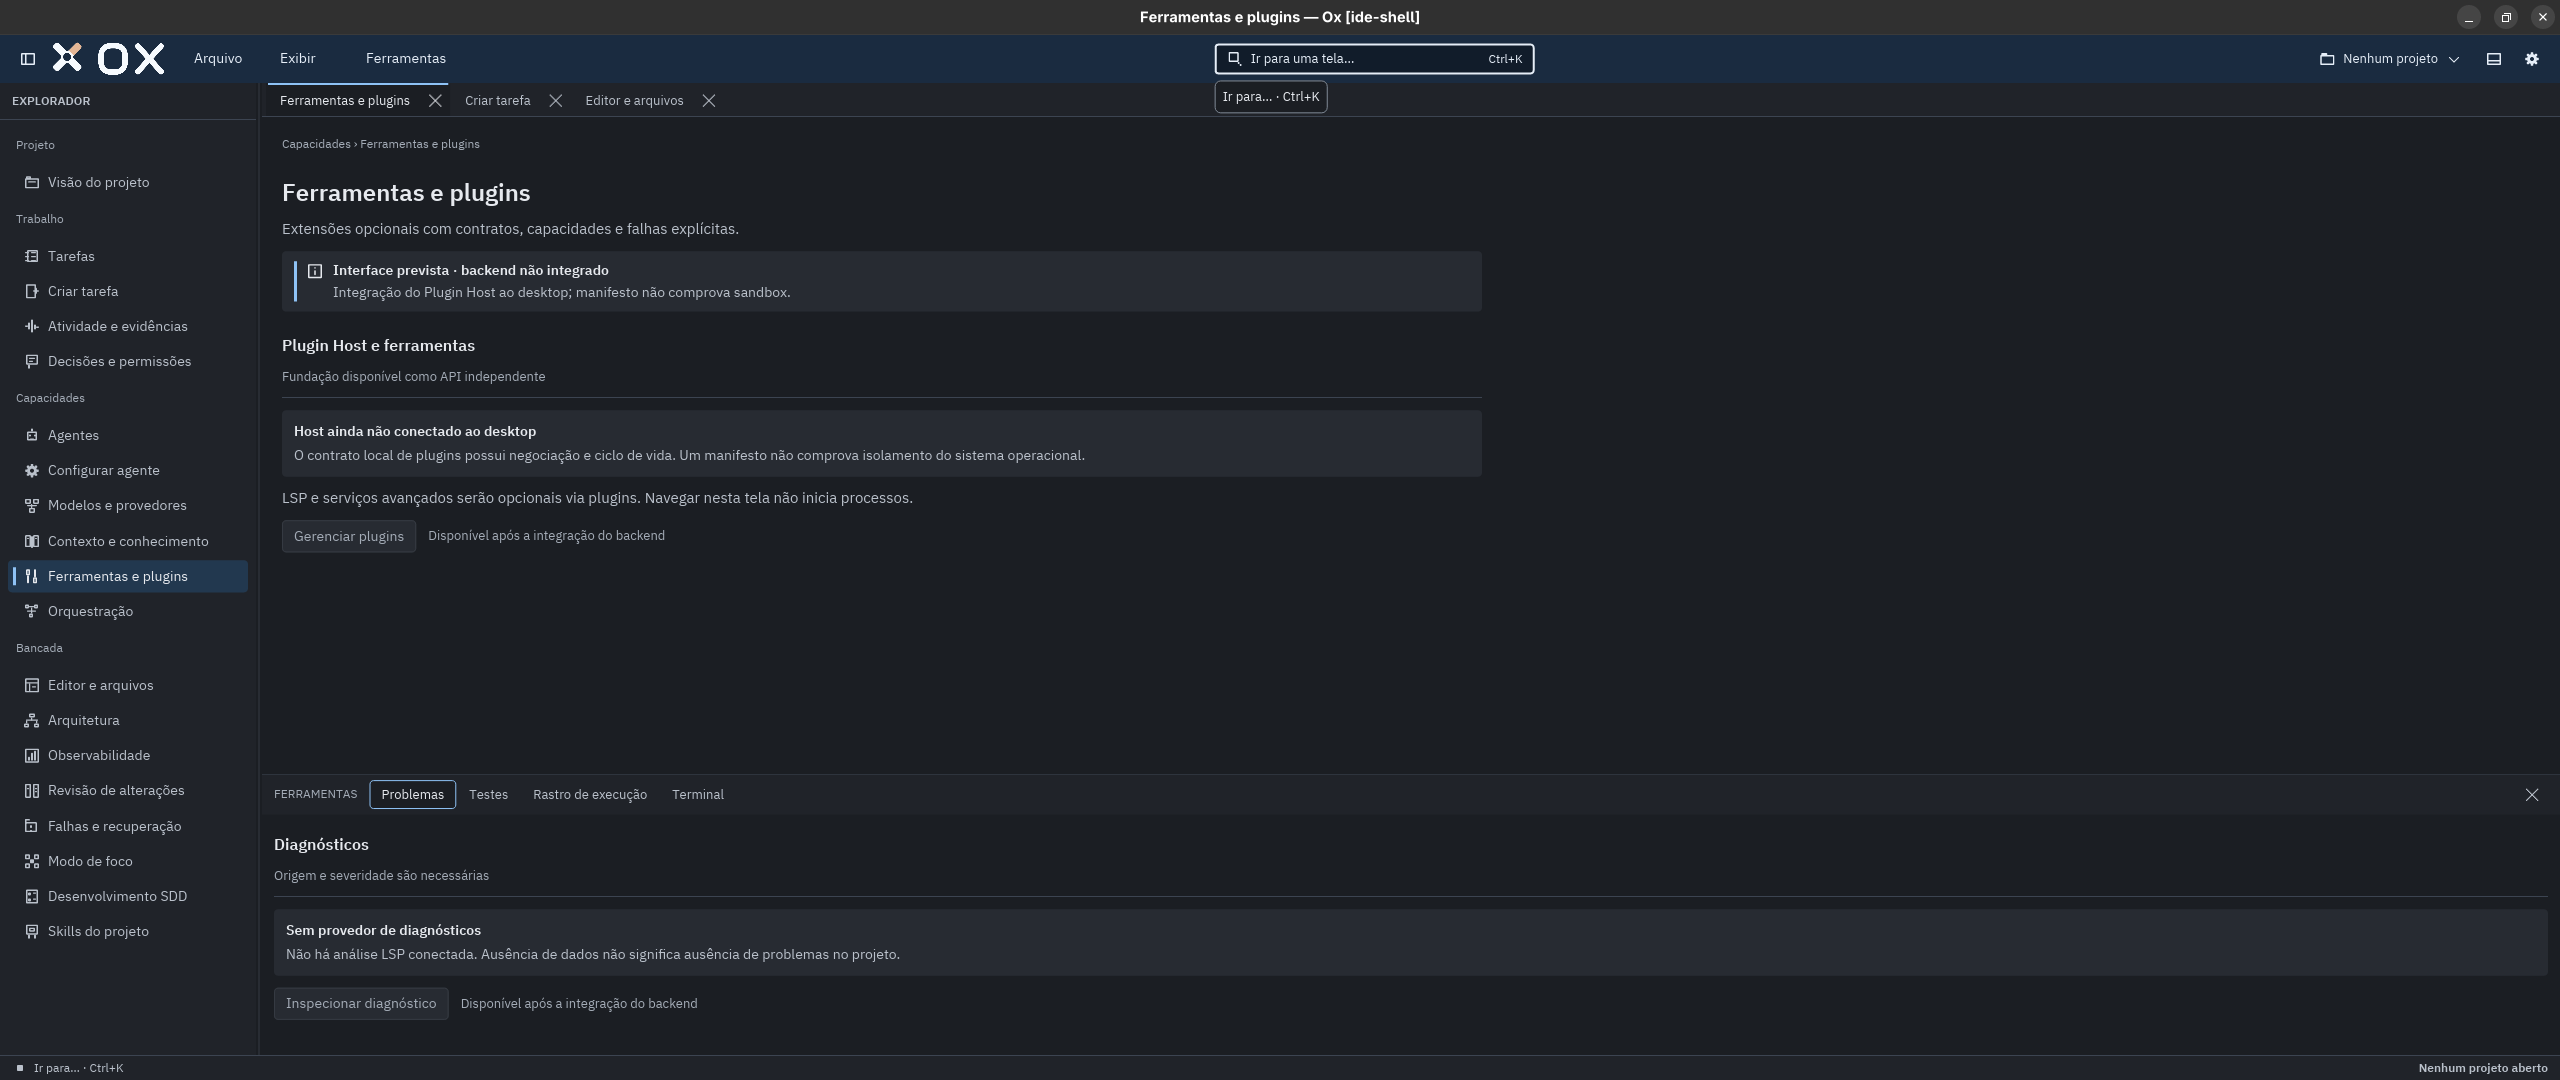 Ferramentas e plugins — Ox [ide-shell]
OX Arquivo Exibir Ferramentas
Ir para uma tela... Ctrl+K
Nenhum projeto
EXPLORADOR
Ferramentas e plugins Criar tarefa Editor e arquivos
Ir para... · Ctrl+K
Projeto
Visão do projeto
Trabalho
Tarefas
Criar tarefa
Atividade e evidências
Decisões e permissões
Capacidades
Agentes
Configurar agente
Modelos e provedores
Contexto e conhecimento
Ferramentas e plugins
Orquestração
Bancada
Editor e arquivos
Arquitetura
Observabilidade
Revisão de alterações
Falhas e recuperação
Modo de foco
Desenvolvimento SDD
Skills do projeto
Capacidades › Ferramentas e plugins
Ferramentas e plugins
Extensões opcionais com contratos, capacidades e falhas explícitas.
Interface prevista · backend não integrado
Integração do Plugin Host ao desktop; manifesto não comprova sandbox.
Plugin Host e ferramentas
Fundação disponível como API independente
Host ainda não conectado ao desktop
O contrato local de plugins possui negociação e ciclo de vida. Um manifesto não comprova isolamento do sistema operacional.
LSP e serviços avançados serão opcionais via plugins. Navegar nesta tela não inicia processos.
Gerenciar plugins Disponível após a integração do backend
FERRAMENTAS Problemas Testes Rastro de execução Terminal
Diagnósticos
Origem e severidade são necessárias
Sem provedor de diagnósticos
Não há análise LSP conectada. Ausência de dados não significa ausência de problemas no projeto.
Inspecionar diagnóstico Disponível após a integração do backend
Ir para... · Ctrl+K
Nenhum projeto aberto